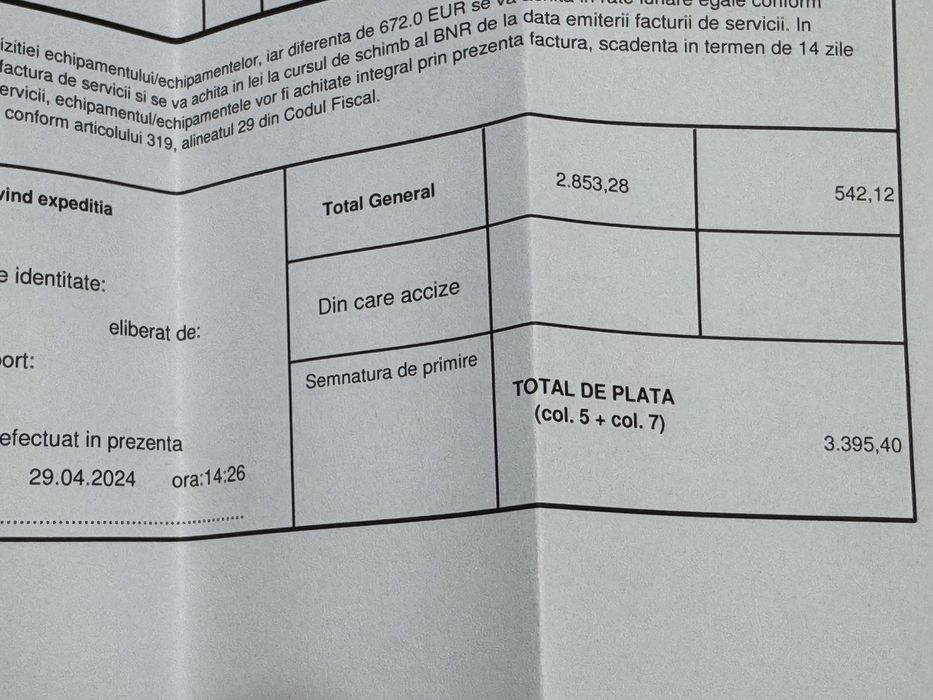 echipamentului/echipamentelor, iar diferenta de 672.0 EUR se va
factura de servicii si se va achita in lei la cursul de schimb al BNR de la data emiterii facturii de servicii. In
echipamentul/echipamentele vor fi achitate integral prin prezenta factura, scadenta in termen de 14 zile
conform articolului 319, alineatul 29 din Codul Fiscal.
expeditia
Total General 2.853,28 542,12
identitate:
Din care accize
eliberat de:
Semnatura de primire
TOTAL DE PLATA
(col. 5 + col. 7)
3.395,40
efectuat in prezenta
29.04.2024 ora:14:26